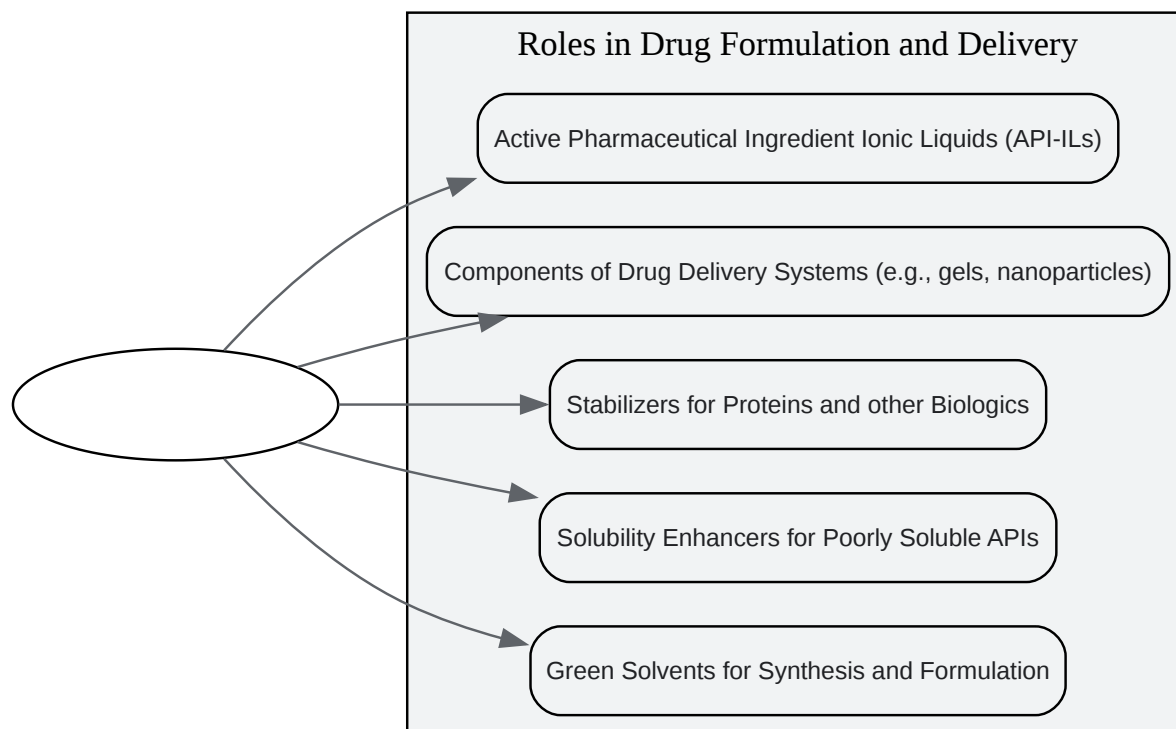 Roles in Drug Formulation and Delivery
Active Pharmaceutical Ingredient Ionic Liquids (API-ILs)
Components of Drug Delivery Systems (e.g., gels, nanoparticles)
Stabilizers for Proteins and other Biologics
Solubility Enhancers for Poorly Soluble APIs
Green Solvents for Synthesis and Formulation